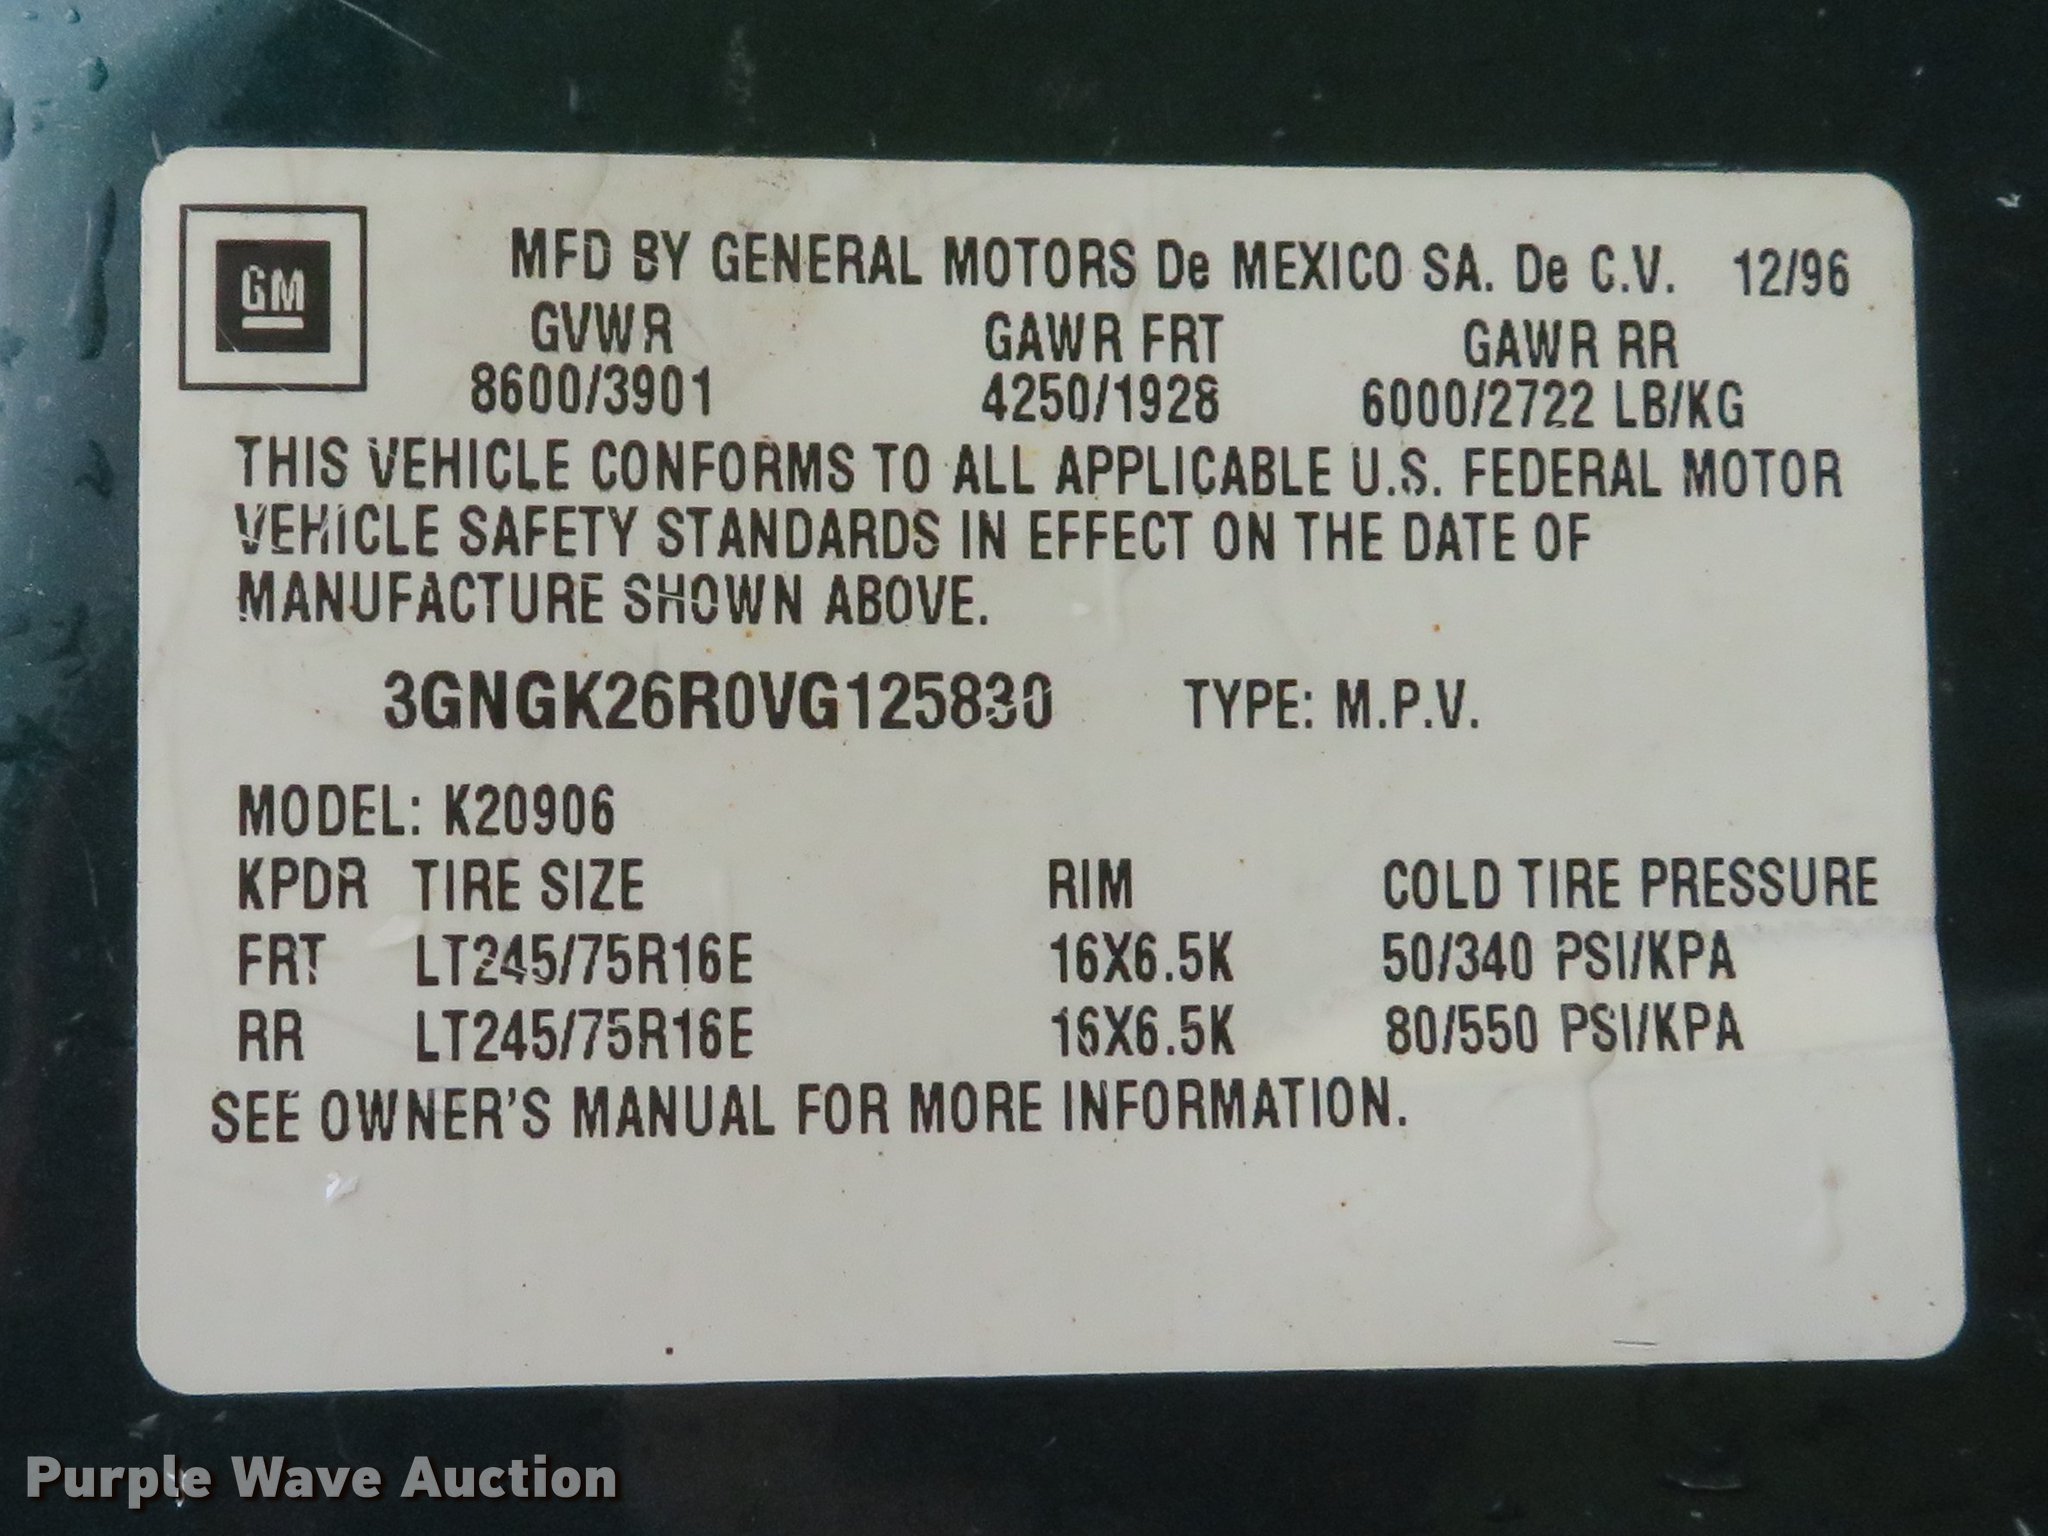 GM
MFD BY GENERAL MOTORS De MEXICO SA. De C.V. 12/96
GVWR GAWR FRT GAWR RR
8600/3901 4250/1928 6000/2722 LB/KG
THIS VEHICLE CONFORMS TO ALL APPLICABLE U.S. FEDERAL MOTOR
VEHICLE SAFETY STANDARDS IN EFFECT ON THE DATE OF
MANUFACTURE SHOWN ABOVE.
3GNGK26R0VG125830 TYPE: M.P.V.
MODEL: K20906
KPDR TIRE SIZE RIM COLD TIRE PRESSURE
FRT LT245/75R16E 16X6.5K 50/340 PSI/KPA
RR LT245/75R16E 16X6.5K 80/550 PSI/KPA
SEE OWNER'S MANUAL FOR MORE INFORMATION.
Purple Wave Auction